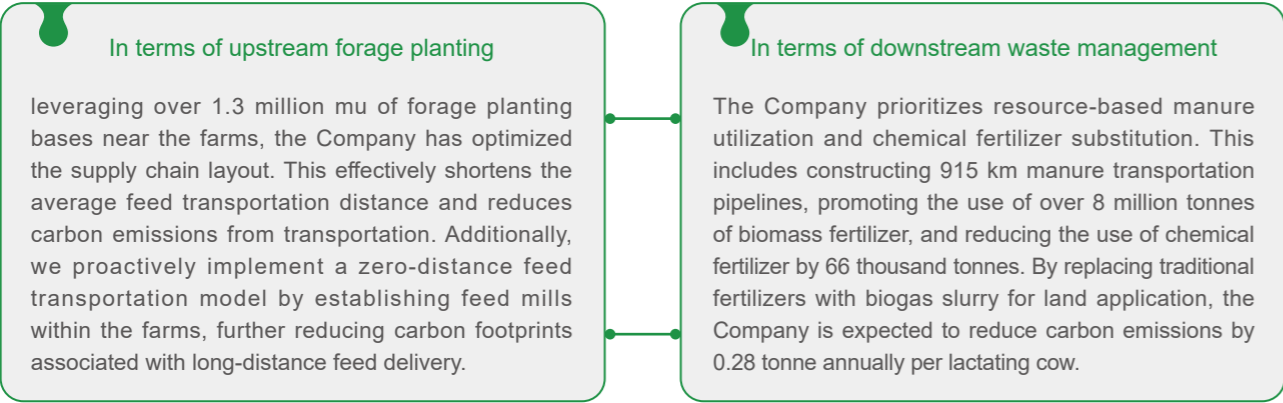 In terms of upstream forage planting
leveraging over 1.3 million mu of forage planting
bases near the farms, the Company has optimized
the supply chain layout. This effectively shortens the
average feed transportation distance and reduces
carbon emissions from transportation. Additionally,
we proactively implement a zero-distance feed
transportation model by establishing feed mills
within the farms, further reducing carbon footprints
associated with long-distance feed delivery.
In terms of downstream waste management
The Company prioritizes resource-based manure
utilization and chemical fertilizer substitution. This
includes constructing 915 km manure transportation
pipelines, promoting the use of over 8 million tonnes
of biomass fertilizer, and reducing the use of chemical
fertilizer by 66 thousand tonnes. By replacing traditional
fertilizers with biogas slurry for land application, the
Company is expected to reduce carbon emissions by
0.28 tonne annually per lactating cow.